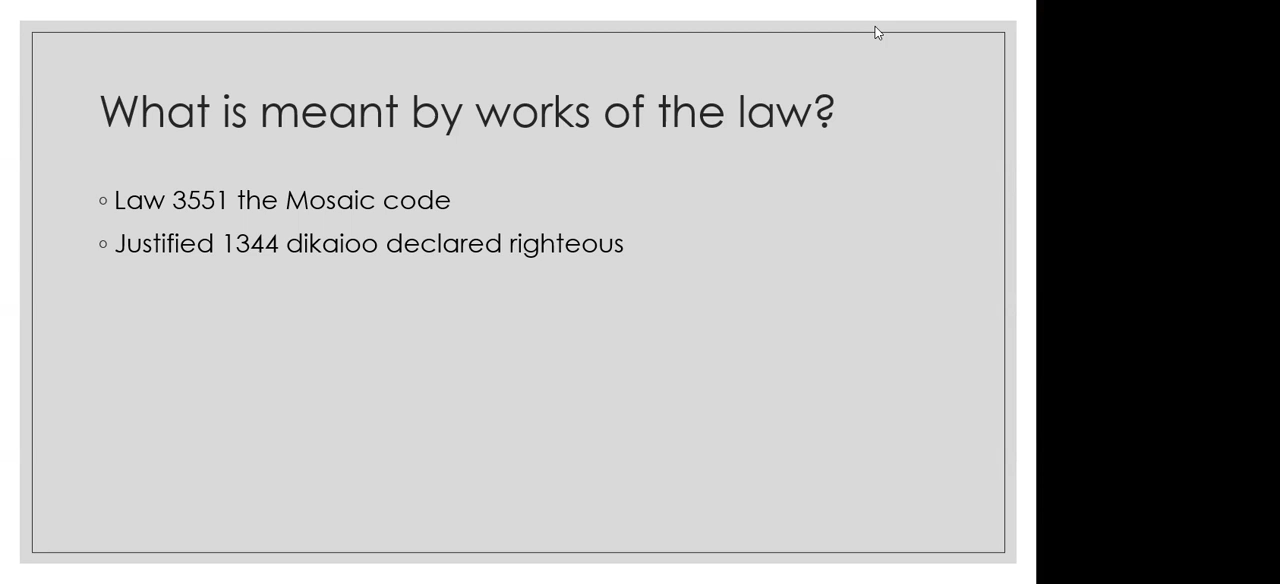 What is meant by works of the law?
◦ Law 3551 the Mosaic code
◦ Justified 1344 dikaioo declared righteous